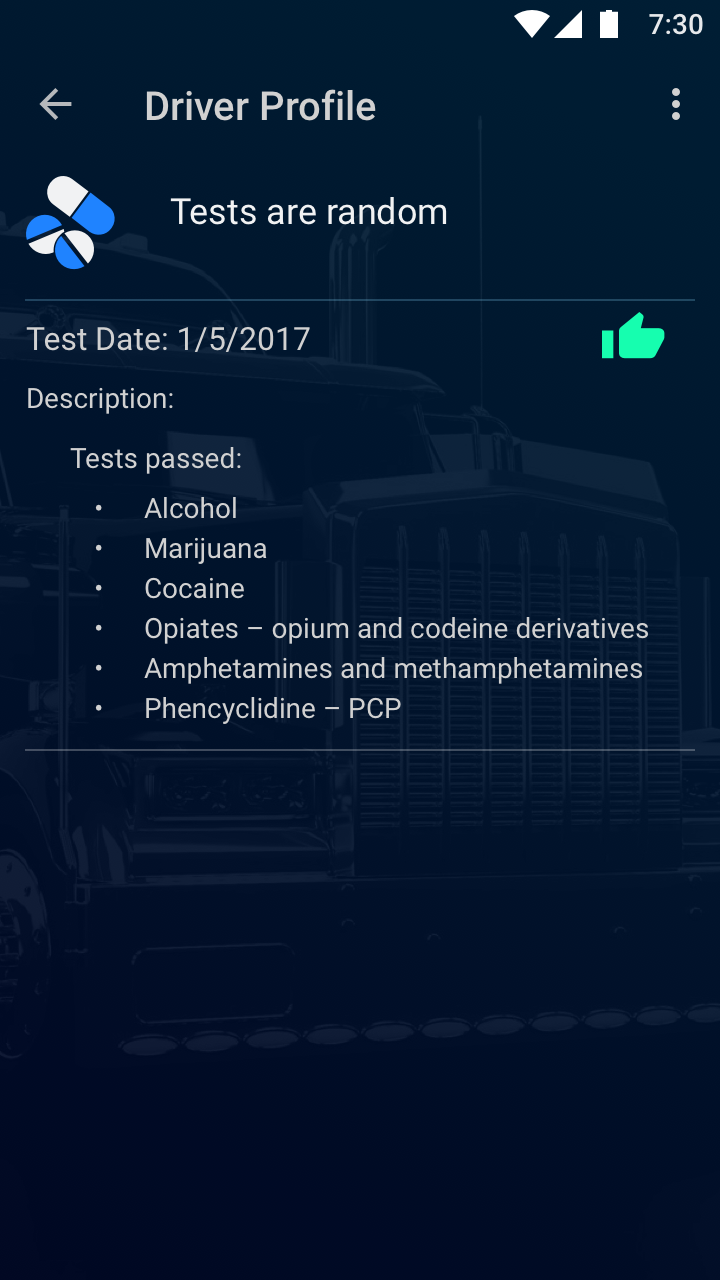 7:30
Driver Profile
Tests are random
Test Date: 1/5/2017
Description:
Tests passed:
• Alcohol
• Marijuana
• Cocaine
• Opiates – opium and codeine derivatives
• Amphetamines and methamphetamines
• Phencyclidine – PCP